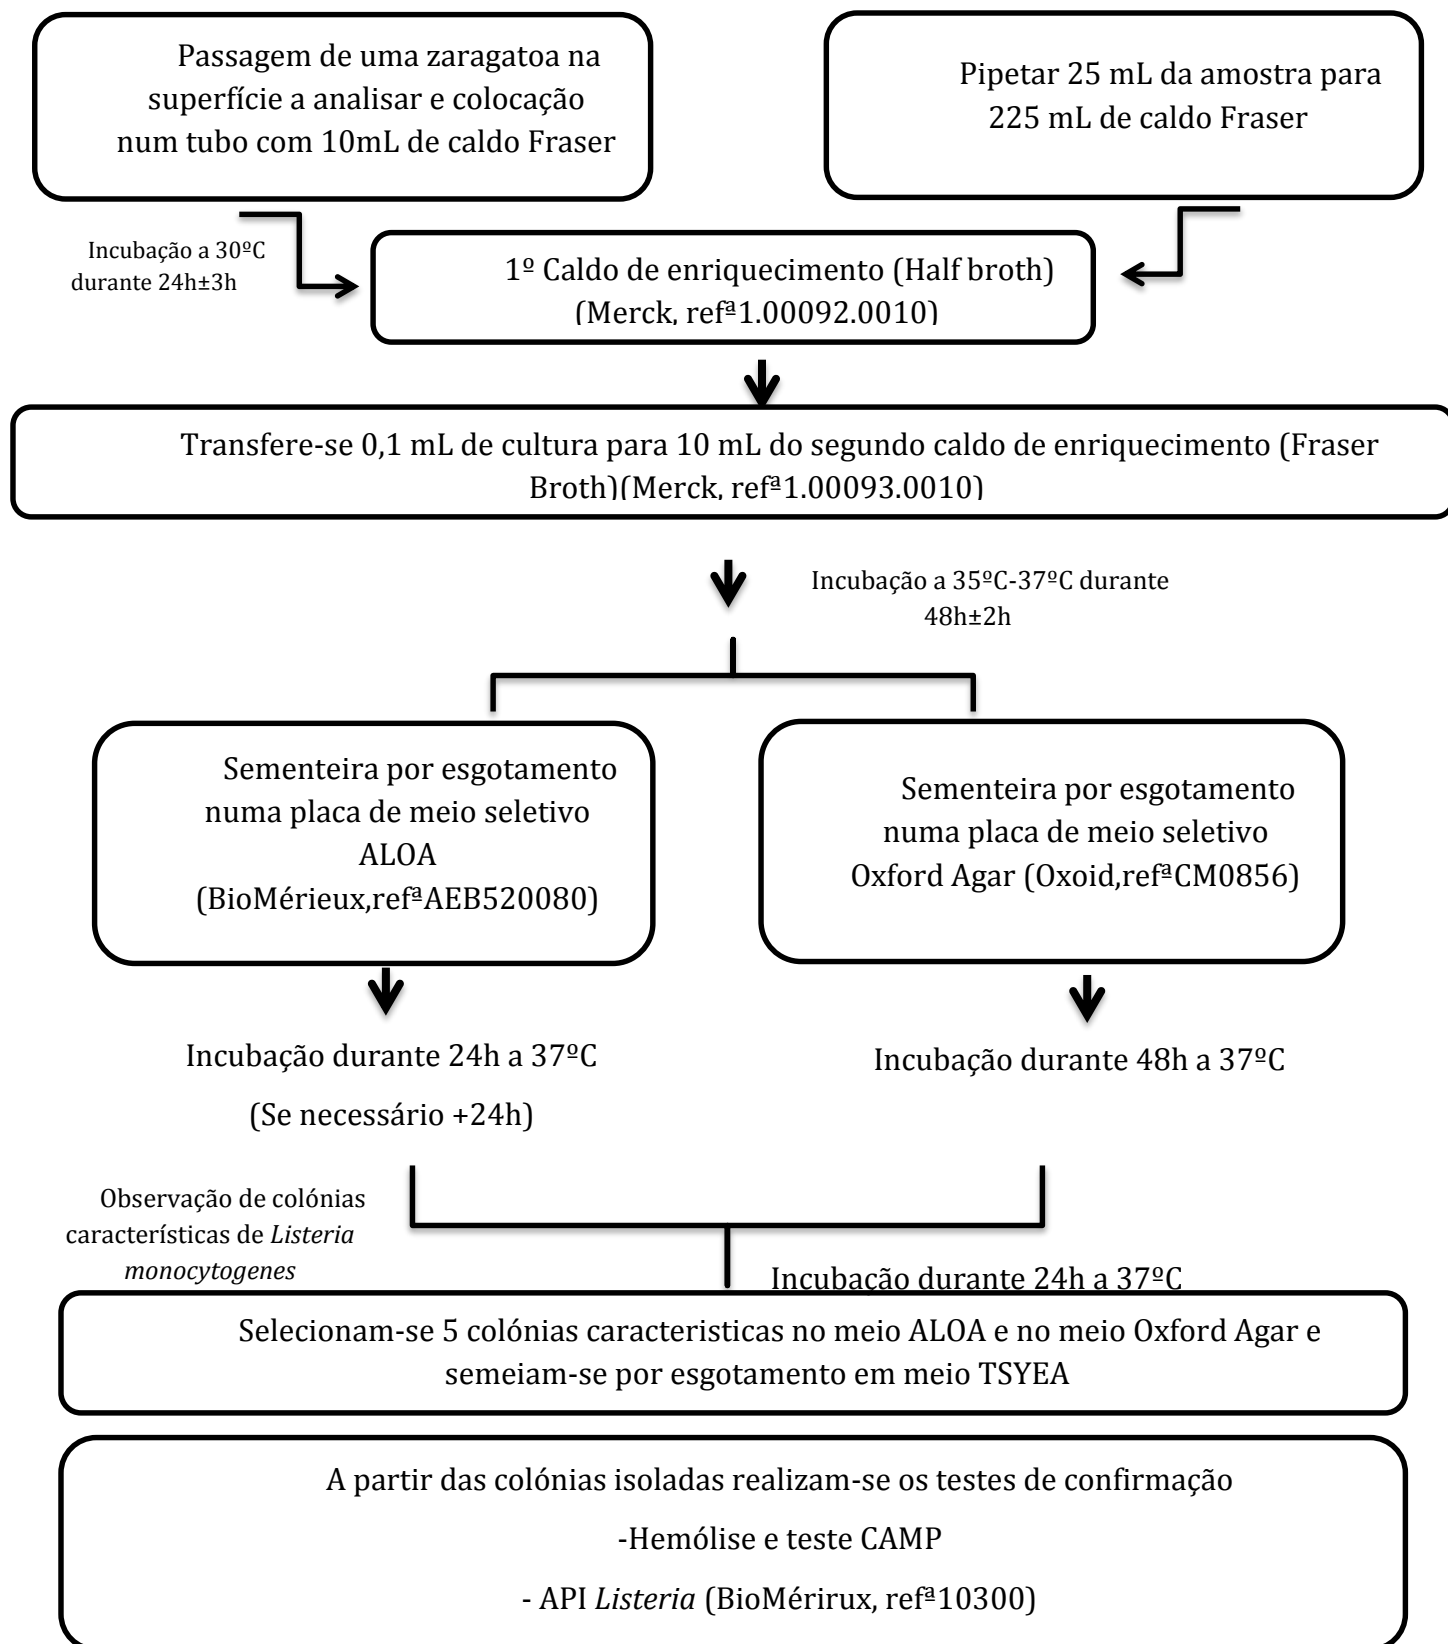 Passagem de uma zaragatoa na
superfície a analisar e colocação
num tubo com 10mL de caldo Fraser
Pipetar 25 mL da amostra para
225 mL de caldo Fraser
Incubação a 30ºC
durante 24h±3h
1º Caldo de enriquecimento (Half broth)
(Merck, refª1.00092.0010)
Transfere-se 0,1 mL de cultura para 10 mL do segundo caldo de enriquecimento (Fraser
Broth)(Merck, refª1.00093.0010)
Incubação a 35ºC-37ºC durante
48h±2h
Sementeira por esgotamento
numa placa de meio seletivo
ALOA
(BioMérieux,refªAEB520080)
Sementeira por esgotamento
numa placa de meio seletivo
Oxford Agar (Oxoid,refªCM0856)
Incubação durante 24h a 37ºC
(Se necessário +24h)
Incubação durante 48h a 37ºC
Observação de colónias
características de Listeria
monocytogenes
Incubação durante 24h a 37ºC
Selecionam-se 5 colónias caracteristicas no meio ALOA e no meio Oxford Agar e
semeiam-se por esgotamento em meio TSYEA
A partir das colónias isoladas realizam-se os testes de confirmação
-Hemólise e teste CAMP
- API Listeria (BioMérirux, refª10300)